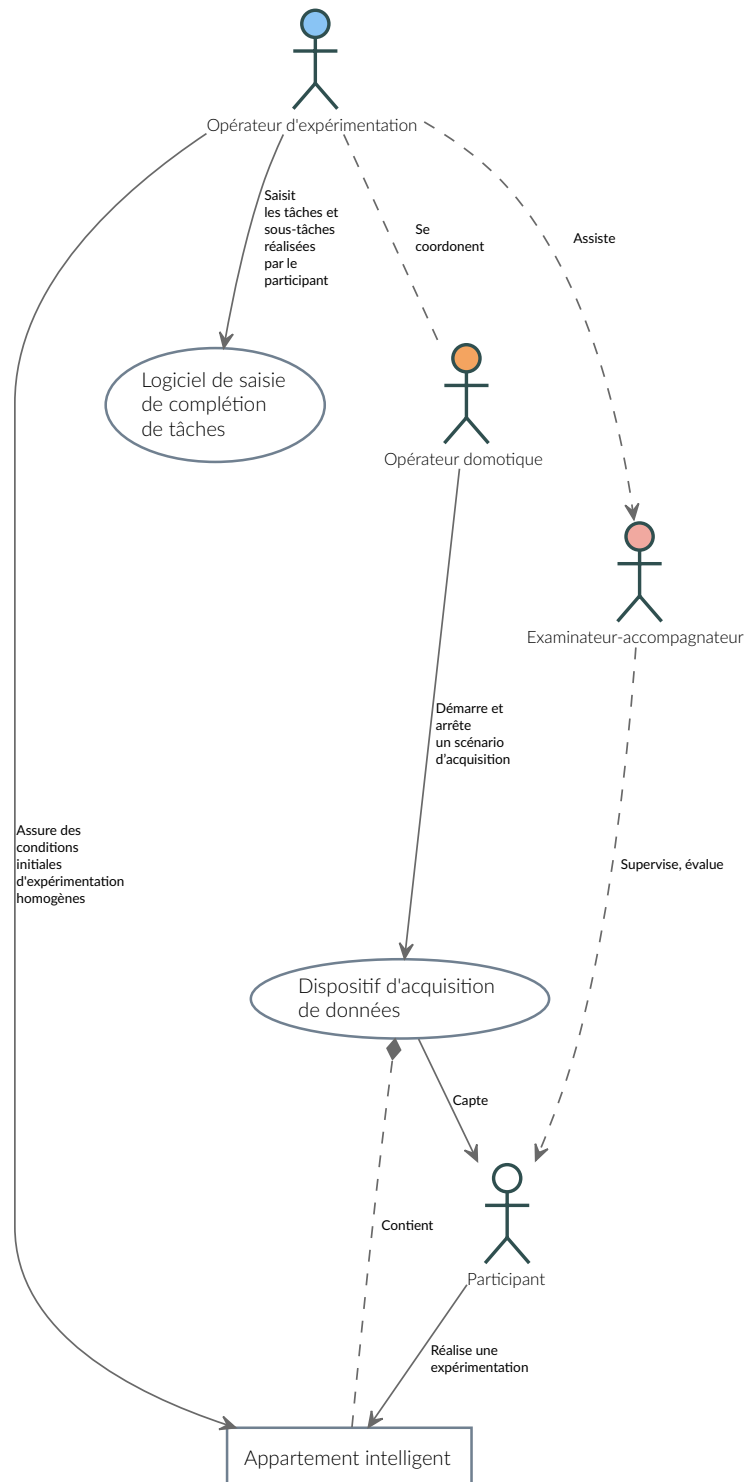 Opérateur d'expérimentation
Saisit
les tâches et
sous-tâches
réalisées
par le
participant
Se
coordonent
Assiste
Logiciel de saisie
de complétion
de tâches
Opérateur domotique
Examinateur-accompagnateur
Démarre et
arrête
un scénario
d'acquisition
Assure des
conditions
initiales
d'expérimentation
homogènes
Supervise, évalue
Dispositif d'acquisition
de données
Capte
Contient
Participant
Réalise une
expérimentation
Appartement intelligent